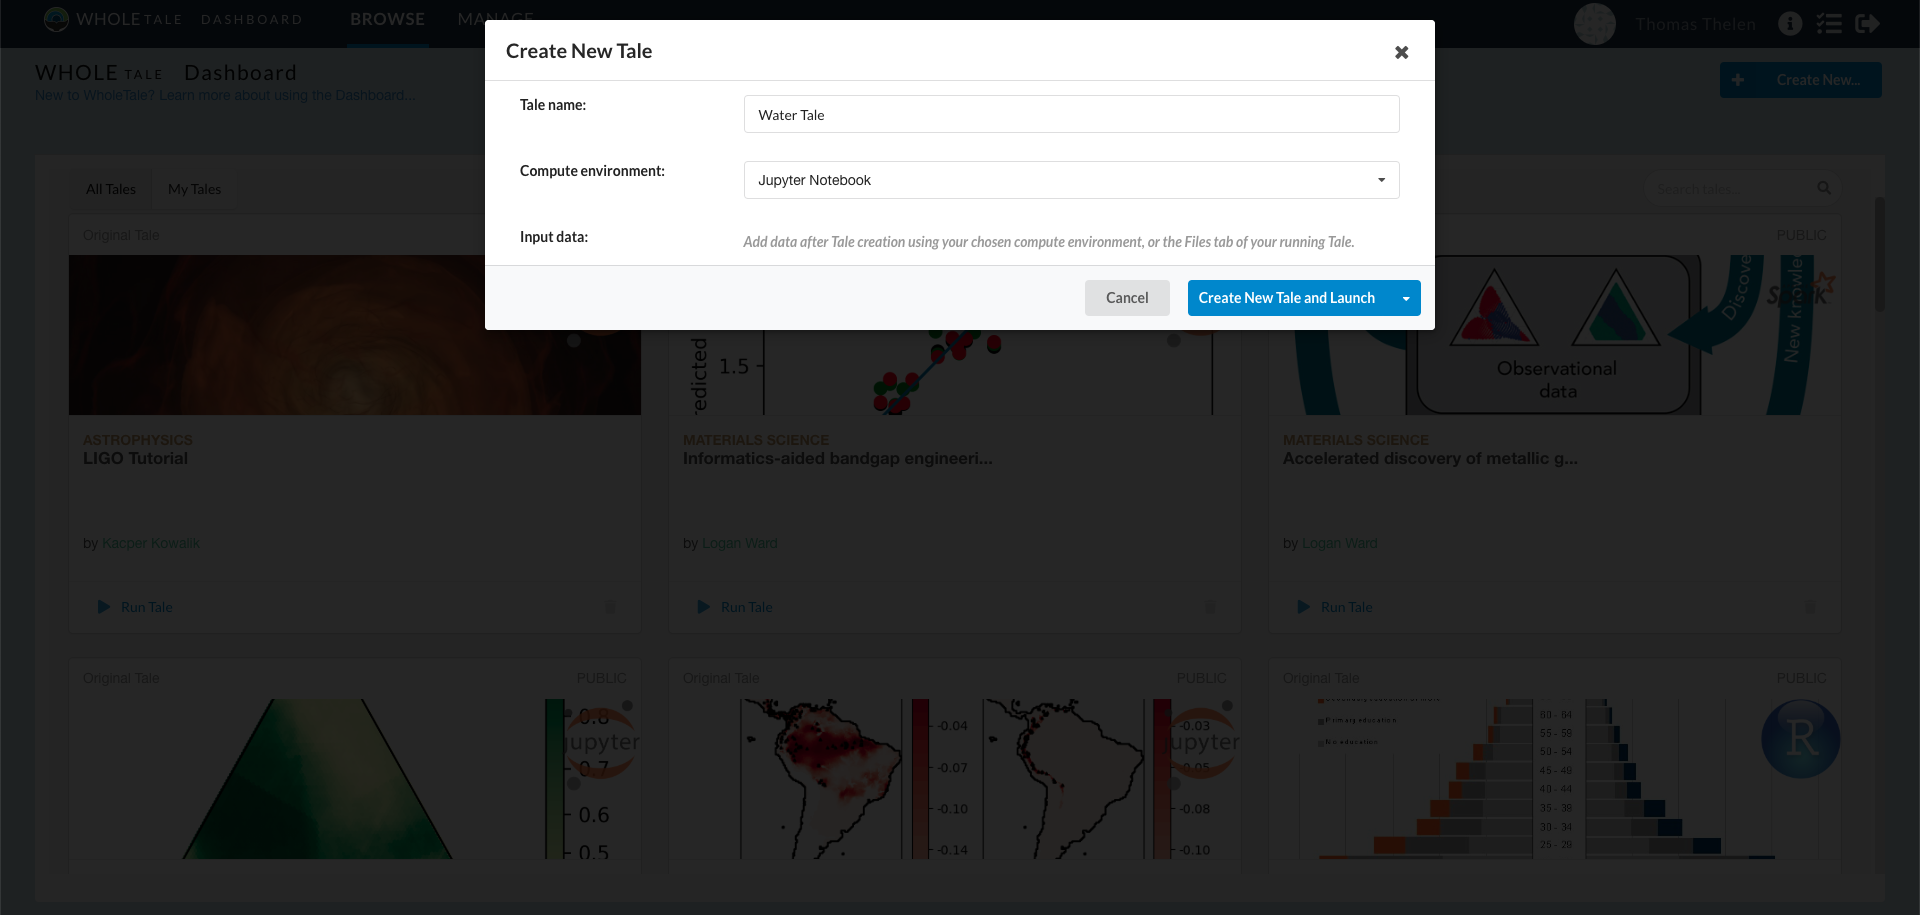 WHOLE TALE DASHBOARD BROWSE MANAGE Thomas Thelen
WHOLE TALE Dashboard
New to WholeTale? Learn more about using the Dashboard...
Create New...
Create New Tale
Tale name:
Water Tale
Compute environment:
Jupyter Notebook
Input data:
Add data after Tale creation using your chosen compute environment, or the Files tab of your running Tale.
Cancel
Create New Tale and Launch
All Tales My Tales
Search tales...
Original Tale
PUBLIC
1.5
Discove
New knowle
Observational
data
ASTROPHYSICS
LIGO Tutorial
by Kacper Kowalik
Run Tale
MATERIALS SCIENCE
Informatics-aided bandgap engineeri...
by Logan Ward
Run Tale
MATERIALS SCIENCE
Accelerated discovery of metallic g...
by Logan Ward
Run Tale
Original Tale PUBLIC
0.8
jupyter
0.7
0.6
0.5
Original Tale PUBLIC
-0.04
-0.07
-0.10
-0.14
-0.03
jupyter
-0.05
-0.08
-0.10
Original Tale PUBLIC
Primary education
No education
60 - 64
55 - 59
50 - 54
45 - 49
40 - 44
35 - 39
30 - 34
25 - 29
R